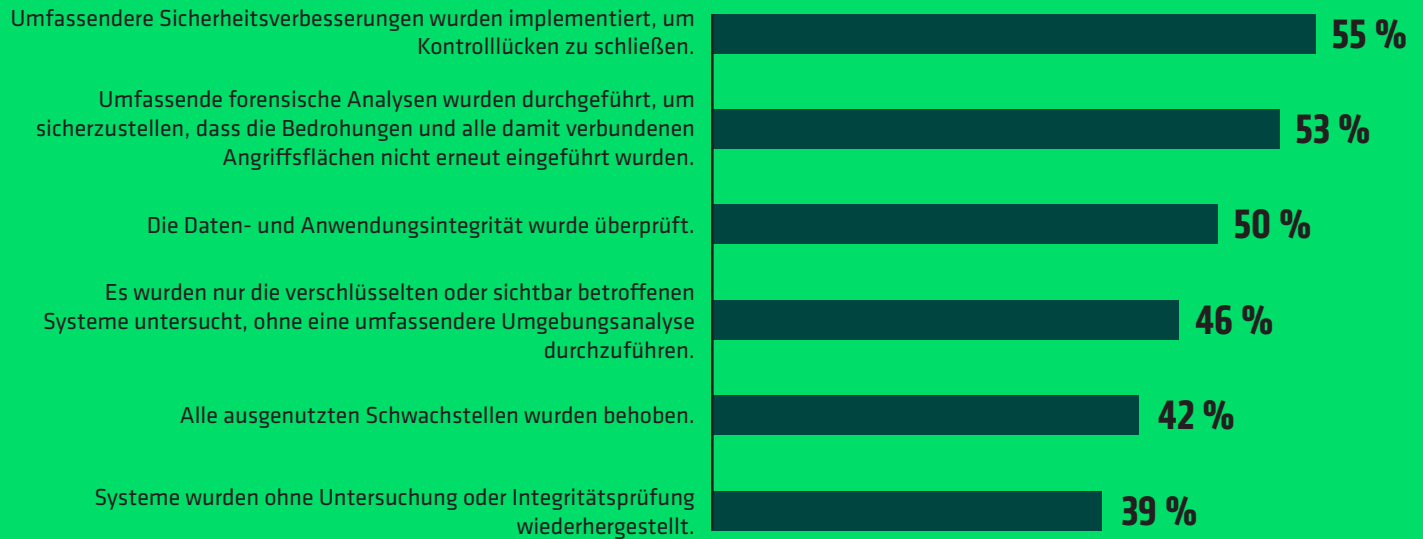 Umfassendere Sicherheitsverbesserungen wurden implementiert, um
Kontrolllücken zu schließen.
55 %
Umfassende forensische Analysen wurden durchgeführt, um
sicherzustellen, dass die Bedrohungen und alle damit verbundenen
Angriffsflächen nicht erneut eingeführt wurden.
53 %
Die Daten- und Anwendungsintegrität wurde überprüft.
50 %
Es wurden nur die verschlüsselten oder sichtbar betroffenen
Systeme untersucht, ohne eine umfassendere Umgebungsanalyse
durchzuführen.
46 %
Alle ausgenutzten Schwachstellen wurden behoben.
42 %
Systeme wurden ohne Untersuchung oder Integritätsprüfung
wiederhergestellt.
39 %